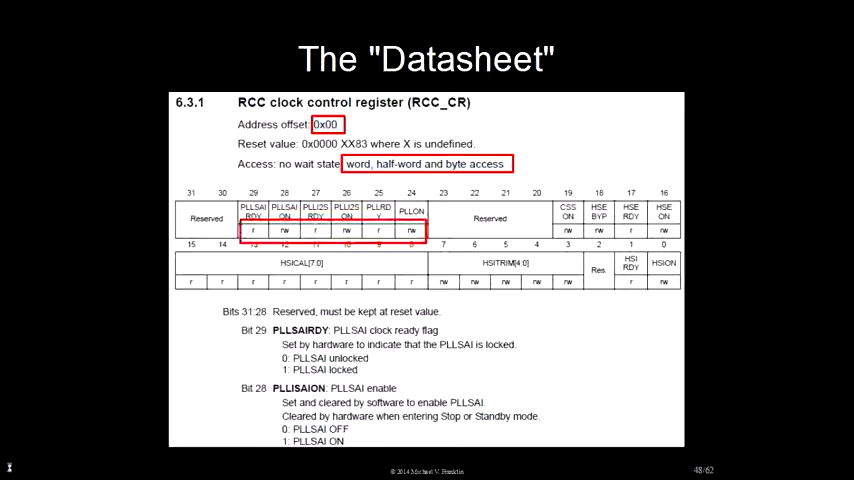 The "Datasheet"
6.3.1 RCC clock control register (RCC_CR)
Address offset: 0x00
Reset value: 0x0000 XX83 where X is undefined.
Access: no wait state word, half-word and byte access
31 30 29 28 27 26 25 24 23 22 21 20 19 18 17 16
Reserved PLLSAI RDY PLLSAI ON PLLI2S RDY PLLI2S ON PLLRD Y PLLON Reserved CSS ON HSE BYP HSE RDY HSE ON
r rw r rw r rw rw rw r rw
15 14 13 12 11 10 9 8 7 6 5 4 3 2 1 0
HSICAL[7:0] HSITRIM[4:0] Res. HSI RDY HSION
r r r r r r r r rw rw rw rw rw r rw
Bits 31:28 Reserved, must be kept at reset value.
Bit 29 PLLSAIRDY: PLLSAI clock ready flag
Set by hardware to indicate that the PLLSAI is locked.
0: PLLSAI unlocked
1: PLLSAI locked
Bit 28 PLLISAION: PLLSAI enable
Set and cleared by software to enable PLLSAI.
Cleared by hardware when entering Stop or Standby mode.
0: PLLSAI OFF
1: PLLSAI ON
© 2014 Michael V. Franklin
48/62